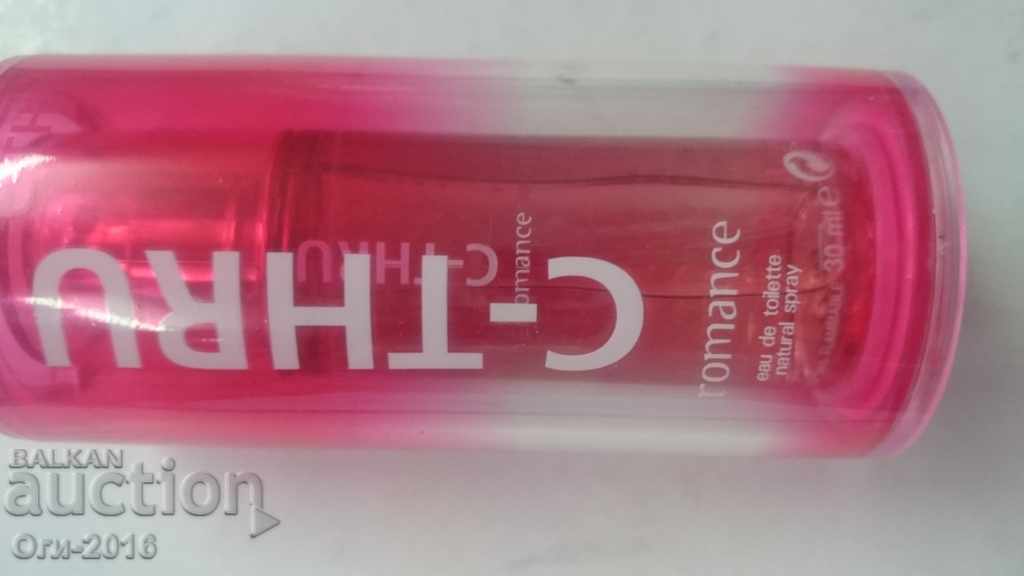 C-THRU
C-THRU
romance
romance
eau de toilette
natural spray
30 ml e
BALKAN
auction
Оги-2016